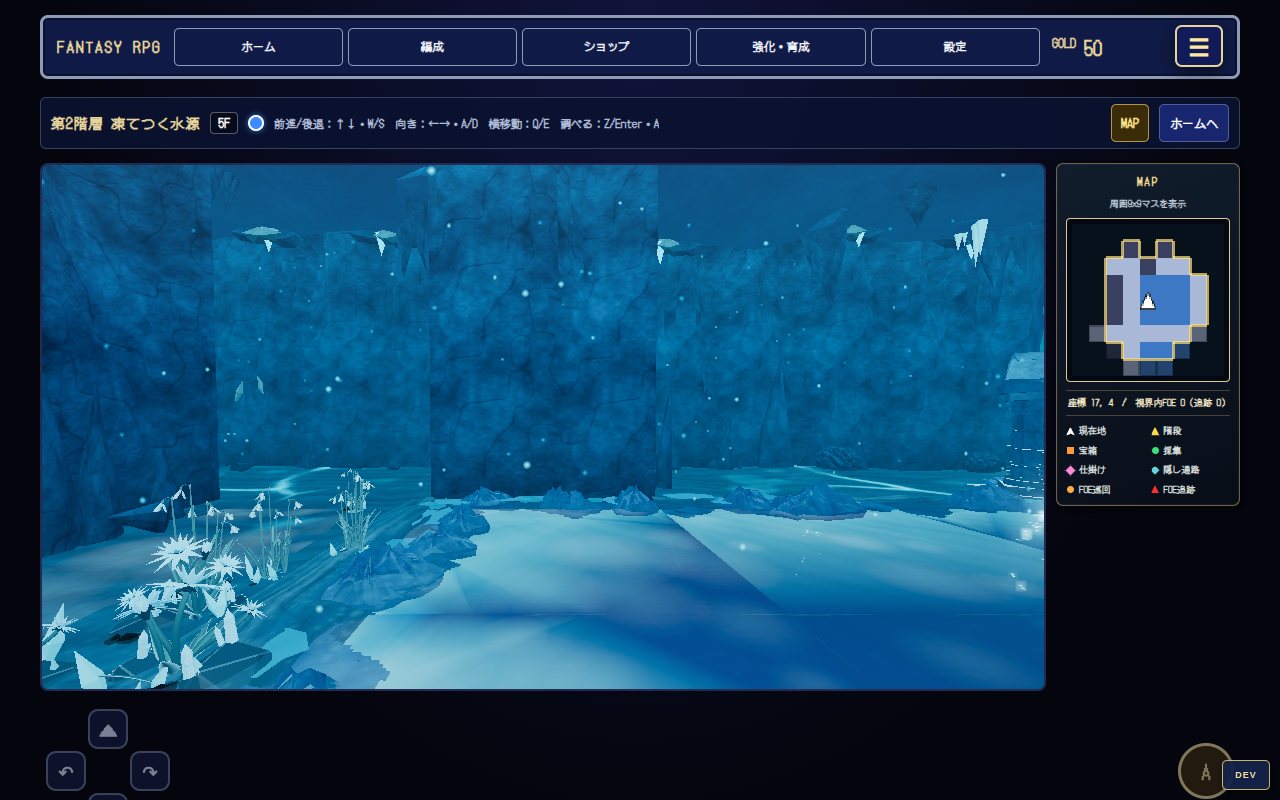 FANTASY RPG
ホーム
編成
ショップ
強化・育成
設定
GOLD 50
第2階層 凍てつく水源
5F
前進/後退：↑↓・W/S 向き：←→・A/D 横移動：Q/E 調べる：Z/Enter・A
MAP
ホームへ
MAP
周囲9x9マスを表示
座標 17, 4 / 視界内FOE 0 (追跡 0)
現在地
階段
宝箱
採集
仕掛け
隠し通路
FOE巡回
FOE追跡
A
DEV